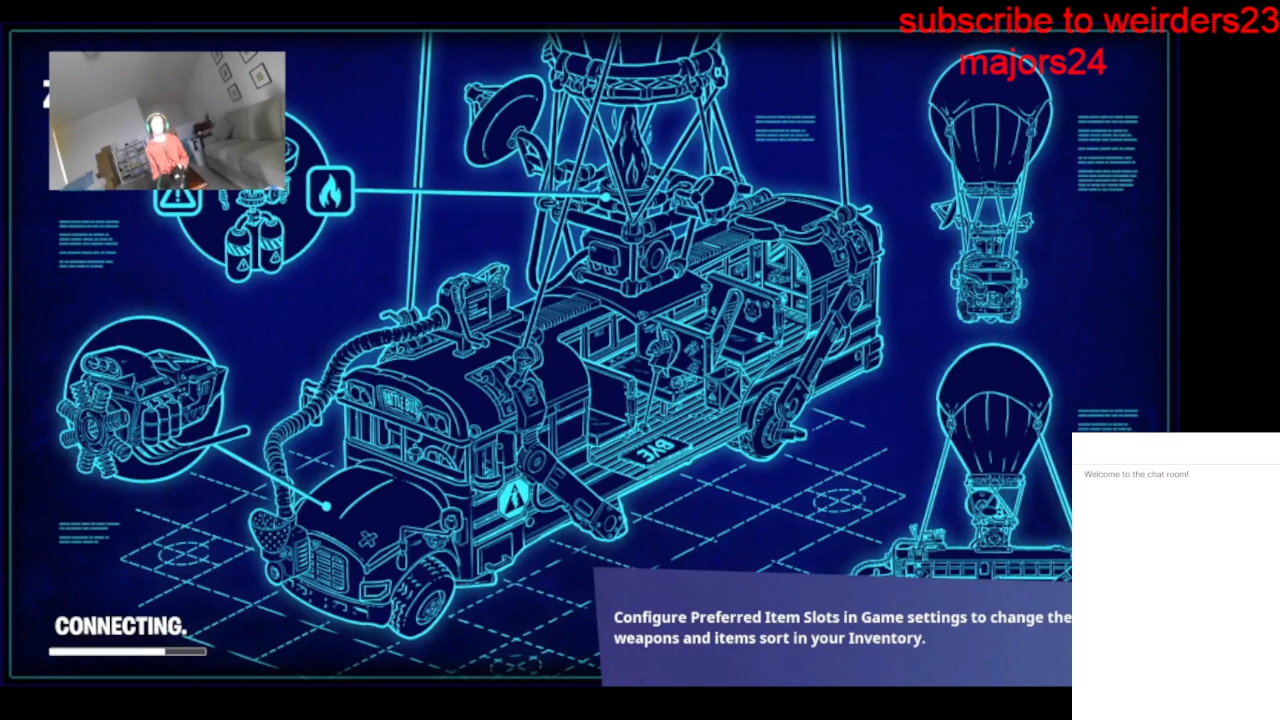 subscribe to weirders23
majors24
BATTLE BUS
BYE
Welcome to the chat room!
Configure Preferred Item Slots in Game settings to change the
weapons and items sort in your Inventory.
CONNECTING.